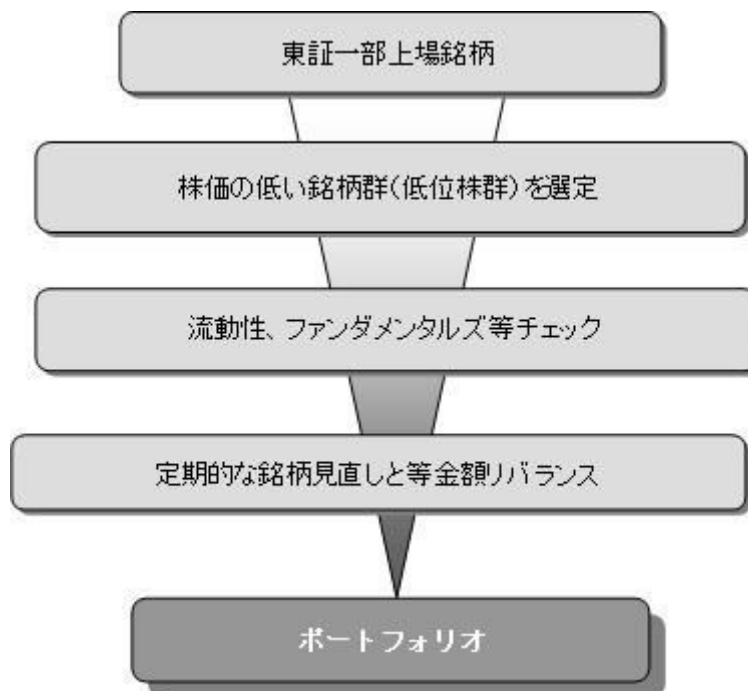 東証一部上場銘柄
株価の低い銘柄群(低位株群)を選定
流動性、ファンダメンタルズ等チェック
定期的な銘柄見直しと等金額リバランス
ポートフォリオ